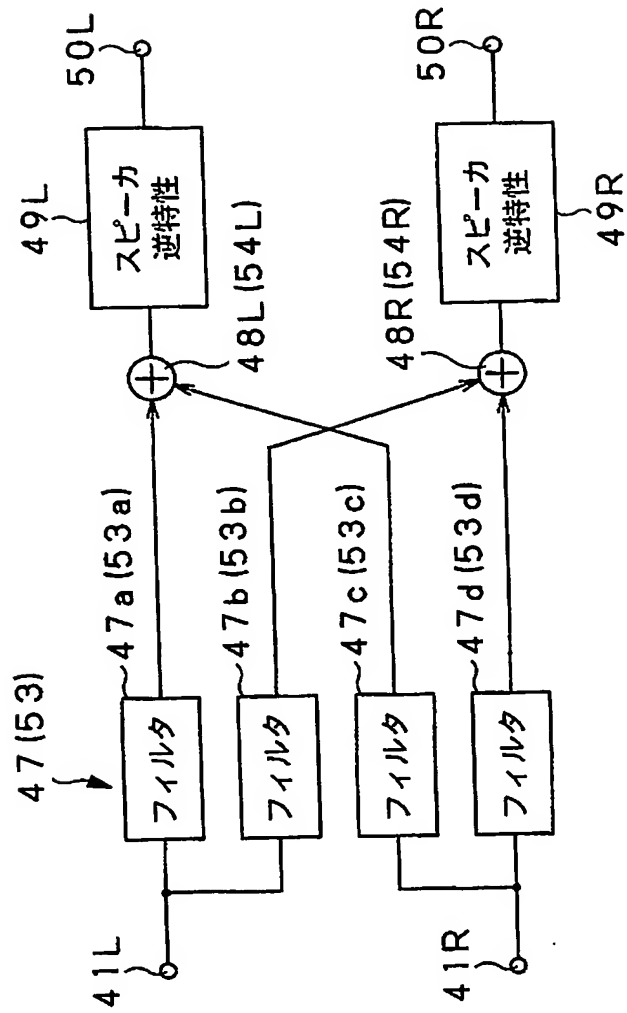 47(53)
41L
47a(53a)
フィルタ
48L(54L)
49L
スピーカ
逆特性
50L
47b(53b)
フィルタ
47c(53c)
フィルタ
41R
47d(53d)
フィルタ
48R(54R)
49R
スピーカ
逆特性
50R